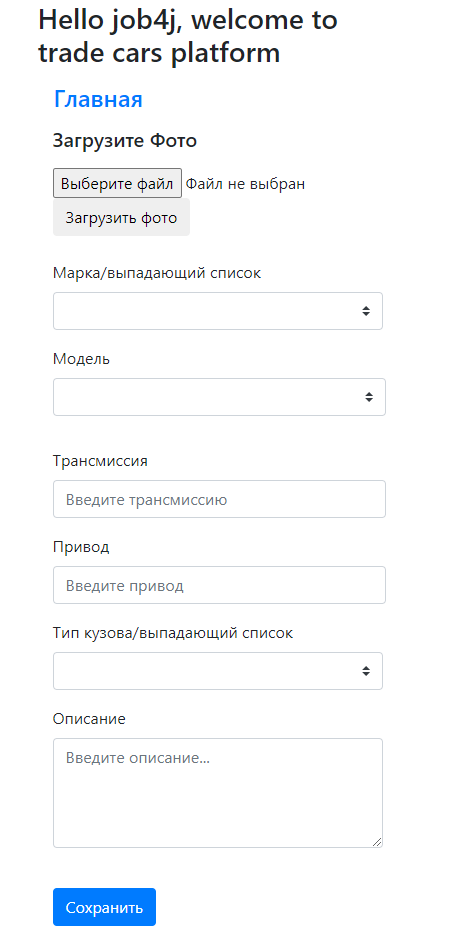 Hello job4j, welcome to
trade cars platform
Главная
Загрузите Фото
Выберите файл Файл не выбран
Загрузить фото
Марка/выпадающий список
Модель
Трансмиссия
Введите трансмиссию
Привод
Введите привод
Тип кузова/выпадающий список
Описание
Введите описание...
Сохранить